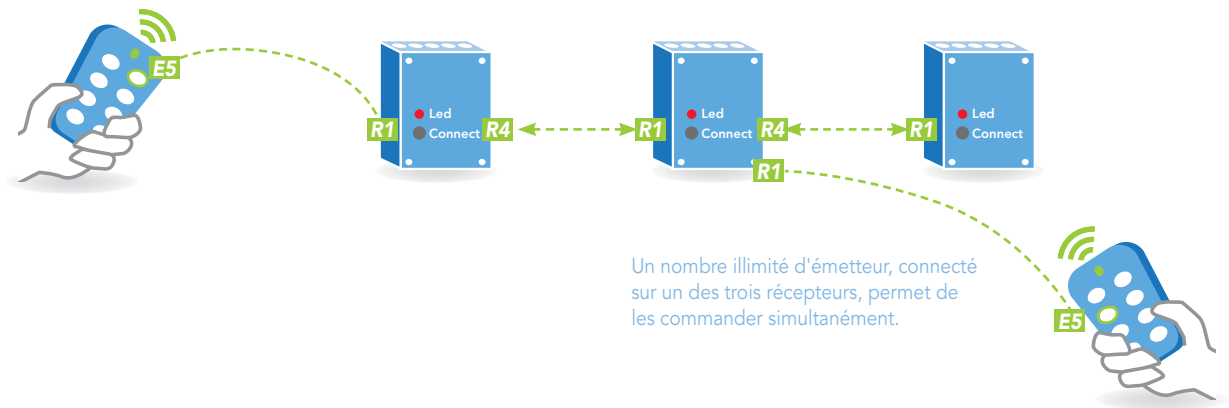 E5
R1
Led
Connect
R4
R1
Led
Connect
R4
R1
R1
Led
Connect
Un nombre illimité d'émetteur, connecté
sur un des trois récepteurs, permet de
les commander simultanément.
E5